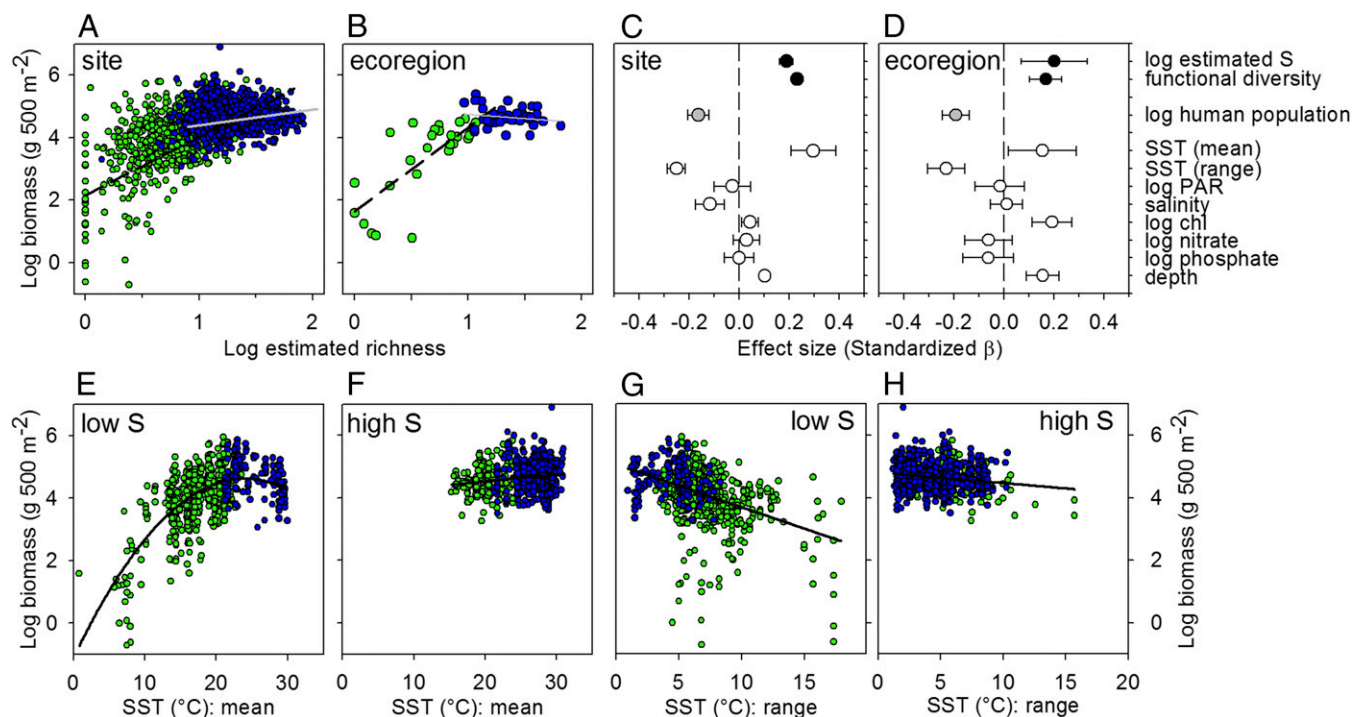 A
B
C
D
site
ecoregion
site
ecoregion
log estimated S
functional diversity
log human population
SST (mean)
SST (range)
log PAR
salinity
log chl
log nitrate
log phosphate
depth
Log biomass (g 500 m-2)
6
4
2
0
0 1 2
0 1 2
-0.4 -0.2 0.0 0.2 0.4
-0.4 -0.2 0.0 0.2 0.4
Log estimated richness
Effect size (Standardized β)
E
F
G
H
low S
high S
low S
high S
Log biomass (g 500 m-2)
6
4
2
0
6
4
2
0
Log biomass (g 500 m-2)
0 10 20 30
0 10 20 30
0 5 10 15
0 5 10 15 20
SST (°C): mean
SST (°C): mean
SST (°C): range
SST (°C): range